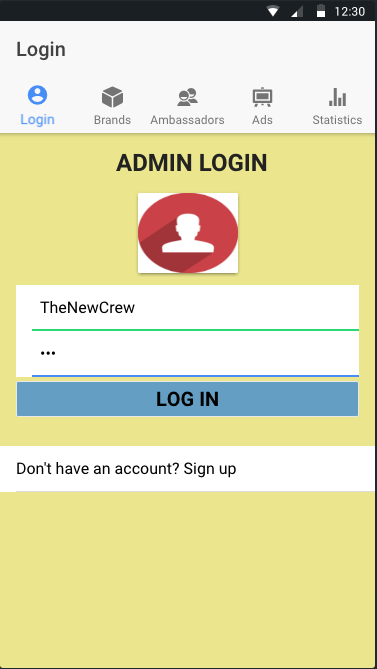 12:30
Login
Login Brands Ambassadors Ads Statistics
ADMIN LOGIN
TheNewCrew
•••
LOG IN
Don't have an account? Sign up